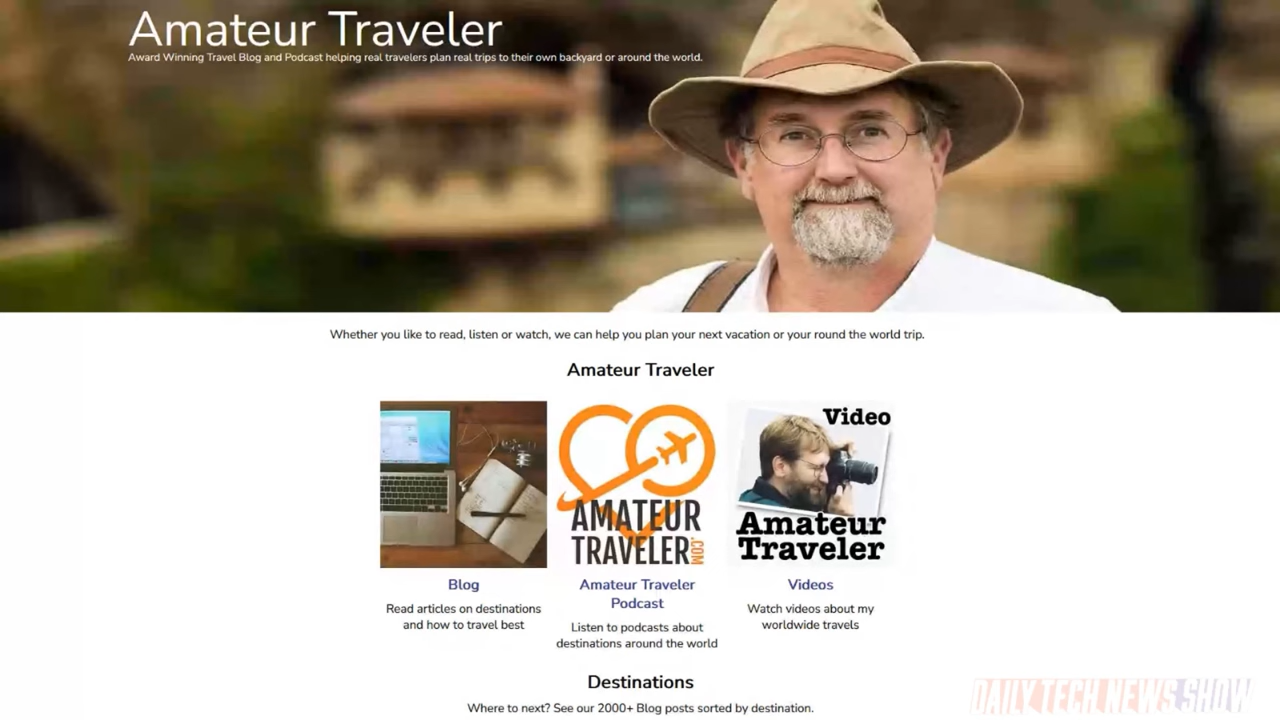 Amateur Traveler
Award Winning Travel Blog and Podcast helping real travelers plan real trips to their own backyard or around the world.
Whether you like to read, listen or watch, we can help you plan your next vacation or your round the world trip.
Amateur Traveler
AMATEUR
TRAVELER
.COM
Video
Amateur
Traveler
Blog
Read articles on destinations
and how to travel best
Amateur Traveler
Podcast
Listen to podcasts about
destinations around the world
Videos
Watch videos about my
worldwide travels
Destinations
Where to next? See our 2000+ Blog posts sorted by destination.
DAILY TECH NEWS SHOW